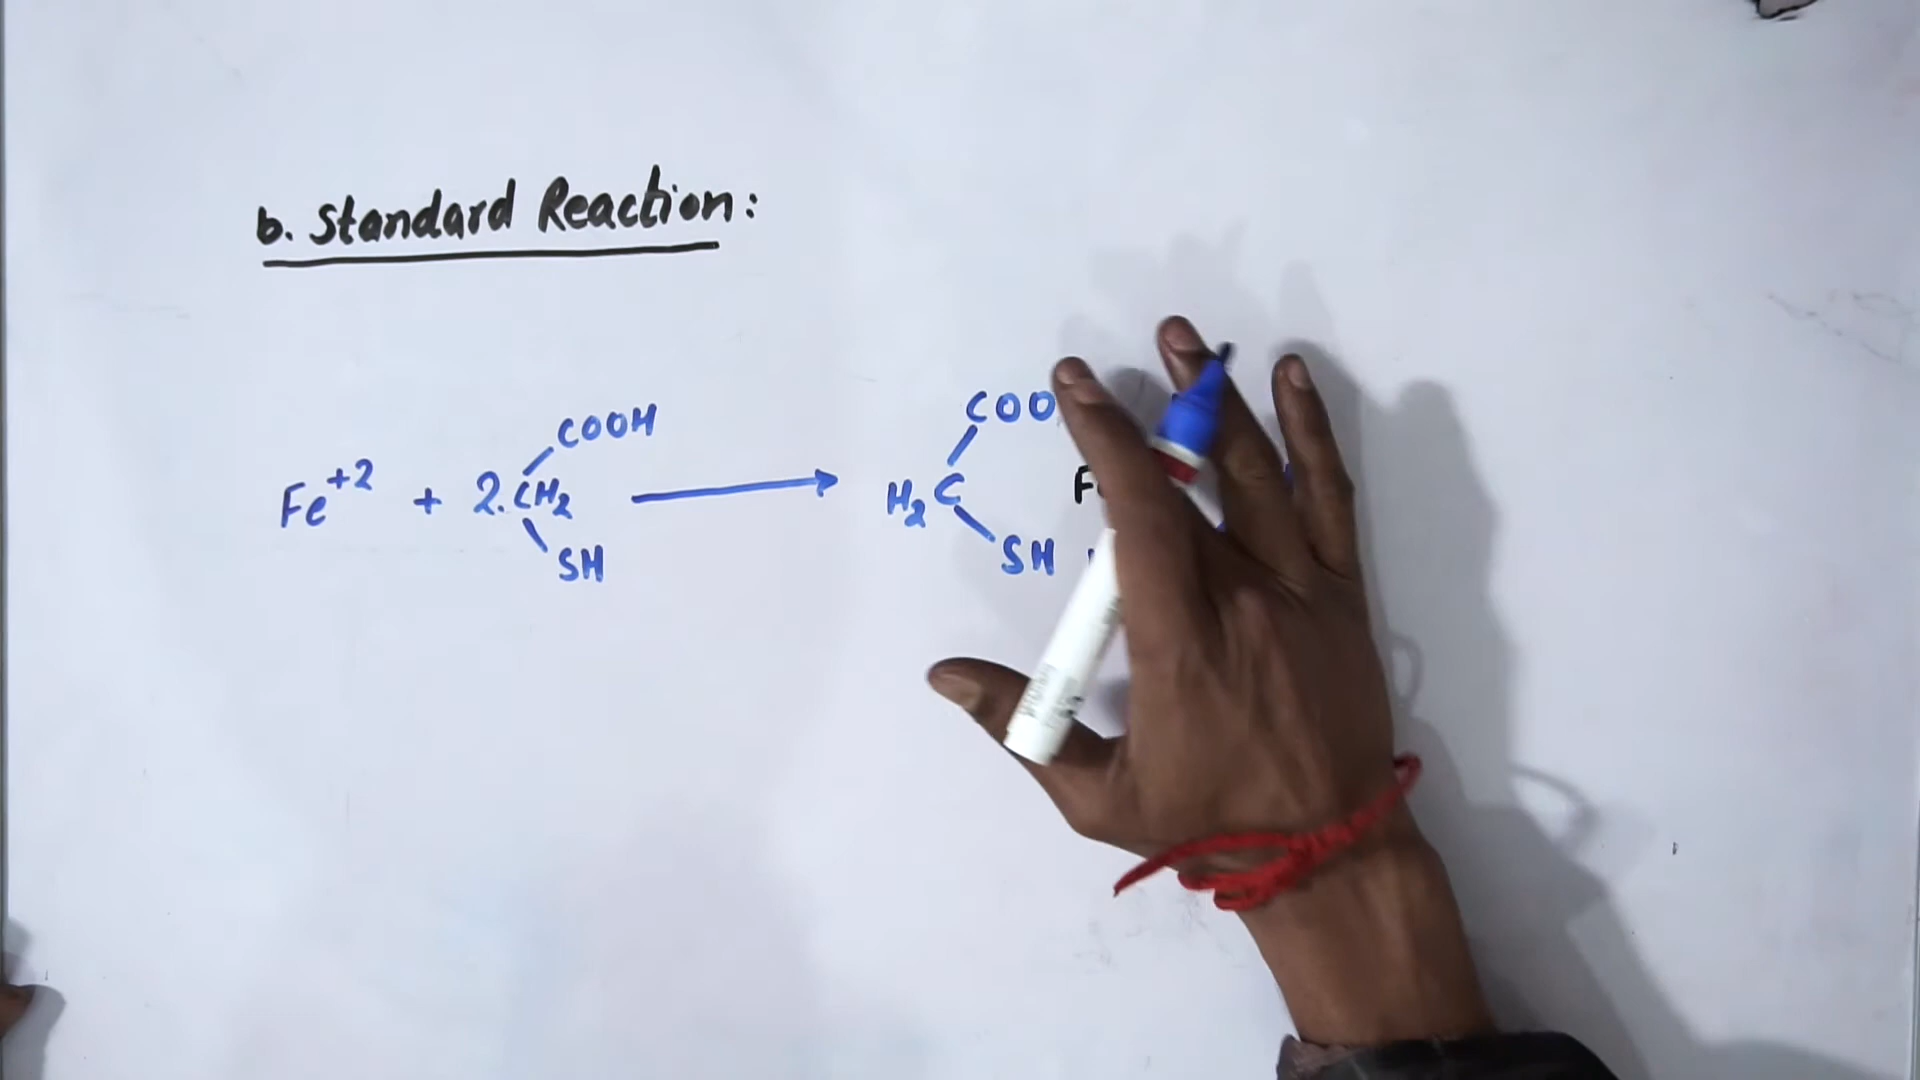 b. Standard Reaction:
COOH
Fe+2 + 2.CH2
SH
COO
H2C
SH